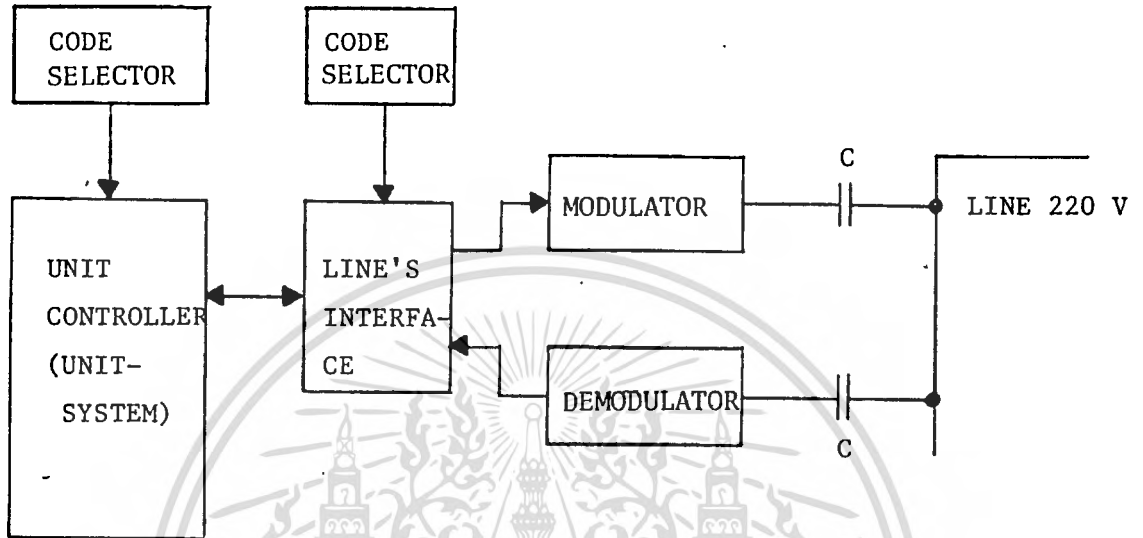 CODE
SELECTOR
CODE
SELECTOR
UNIT
CONTROLLER
(UNIT-
SYSTEM)
LINE'S
INTERFA-
CE
MODULATOR
DEMODULATOR
C
C
LINE 220 V